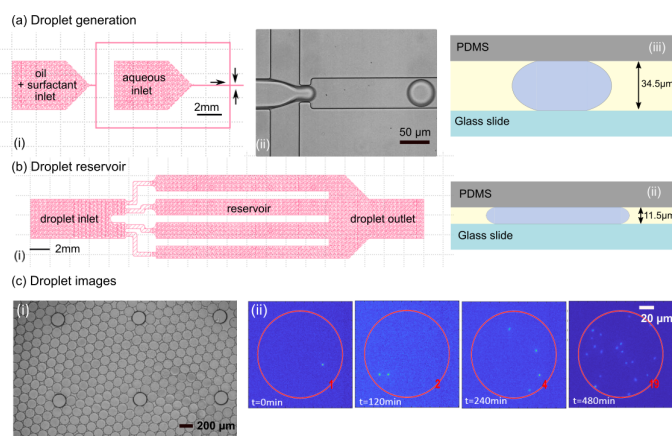 (a) Droplet generation
oil
+ surfactant
inlet
aqueous
inlet
2mm
(i)
(ii)
50 µm
PDMS
(iii)
34.5µm
Glass slide
(b) Droplet reservoir
droplet inlet
reservoir
droplet outlet
2mm
(i)
PDMS
(ii)
11.5µm
Glass slide
(c) Droplet images
(i)
200 µm
(ii)
t=0min
t=120min
t=240min
20 µm
t=480min